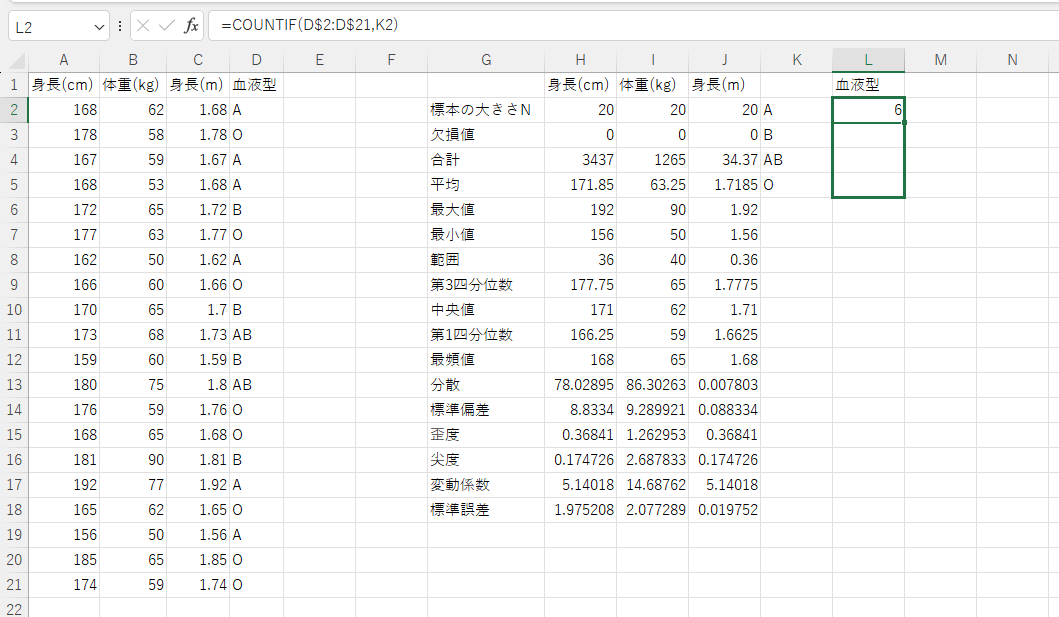 L2 fx =COUNTIF(D$2:D$21,K2)
A B C D E F G H I J K L M N
1 身長(cm) 体重(kg) 身長(m) 血液型 身長(cm) 体重(kg) 身長(m) 血液型
2 168 62 1.68 A 標本の大きさN 20 20 20 A 6
3 178 58 1.78 O 欠損値 0 0 0 B
4 167 59 1.67 A 合計 3437 1265 34.37 AB
5 168 53 1.68 A 平均 171.85 63.25 1.7185 O
6 172 65 1.72 B 最大値 192 90 1.92
7 177 63 1.77 O 最小値 156 50 1.56
8 162 50 1.62 A 範囲 36 40 0.36
9 166 60 1.66 O 第3四分位数 177.75 65 1.7775
10 170 65 1.7 B 中央値 171 62 1.71
11 173 68 1.73 AB 第1四分位数 166.25 59 1.6625
12 159 60 1.59 B 最頻値 168 65 1.68
13 180 75 1.8 AB 分散 78.02895 86.30263 0.007803
14 176 59 1.76 O 標準偏差 8.8334 9.289921 0.088334
15 168 65 1.68 O 歪度 0.36841 1.262953 0.36841
16 181 90 1.81 B 尖度 0.174726 2.687833 0.174726
17 192 77 1.92 A 変動係数 5.14018 14.68762 5.14018
18 165 62 1.65 O 標準誤差 1.975208 2.077289 0.019752
19 156 50 1.56 A
20 185 65 1.85 O
21 174 59 1.74 O
22